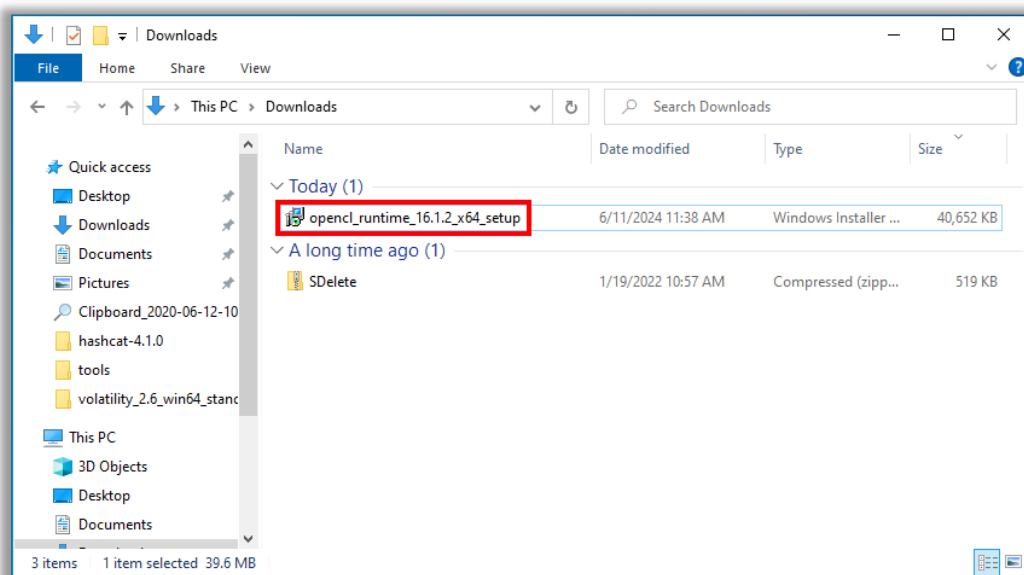 Downloads
File Home Share View
?
This PC > Downloads
Search Downloads
Name Date modified Type Size
Quick access
Desktop
Downloads
Documents
Pictures
Clipboard_2020-06-12-10
hashcat-4.1.0
tools
volatility_2.6_win64_stand
This PC
3D Objects
Desktop
Documents
Today (1)
opencl_runtime_16.1.2_x64_setup 6/11/2024 11:38 AM Windows Installer ... 40,652 KB
A long time ago (1)
SDelete 1/19/2022 10:57 AM Compressed (zipp... 519 KB
3 items 1 item selected 39.6 MB